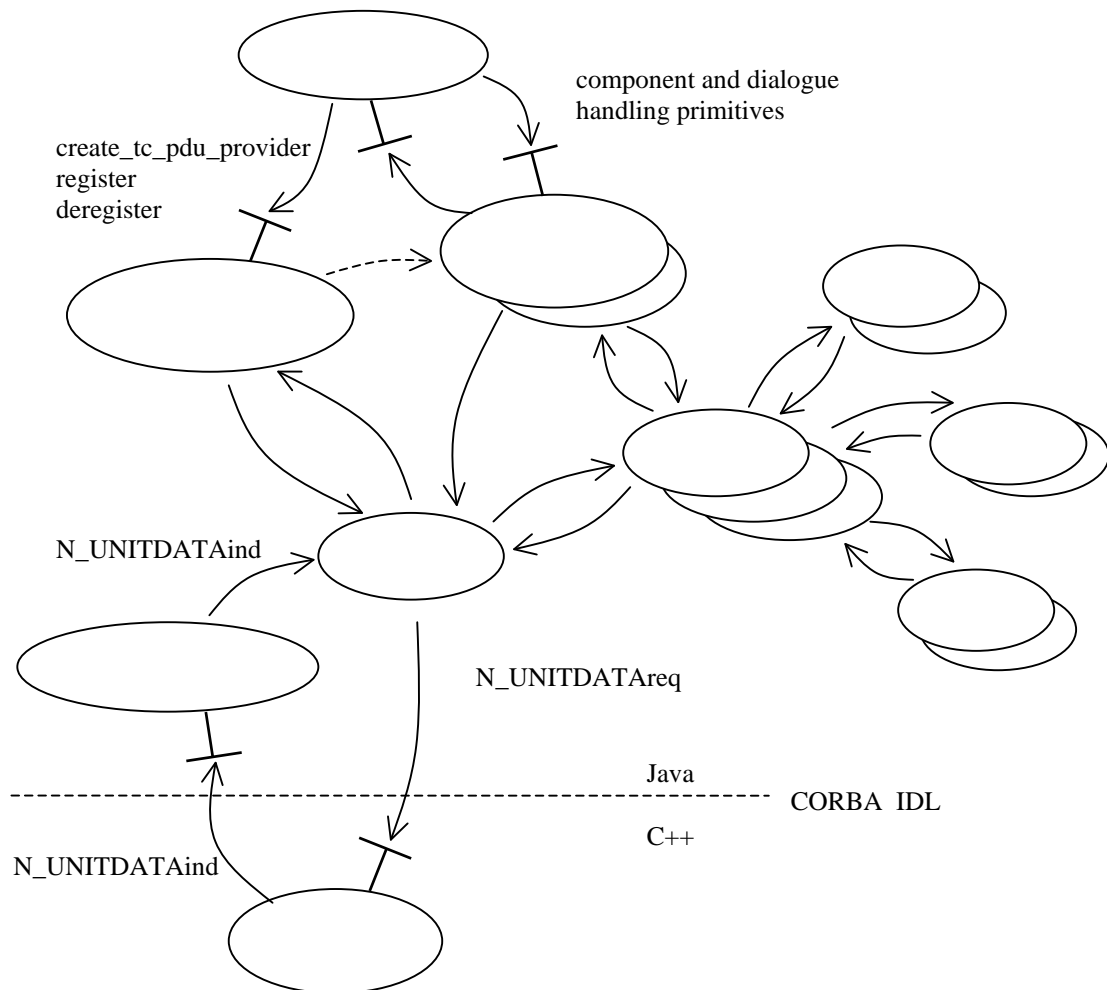 component and dialogue
handling primitives
create_tc_pdu_provider
register
deregister
N_UNITDATAind
N_UNITDATAreq
Java
CORBA IDL
C++
N_UNITDATAind